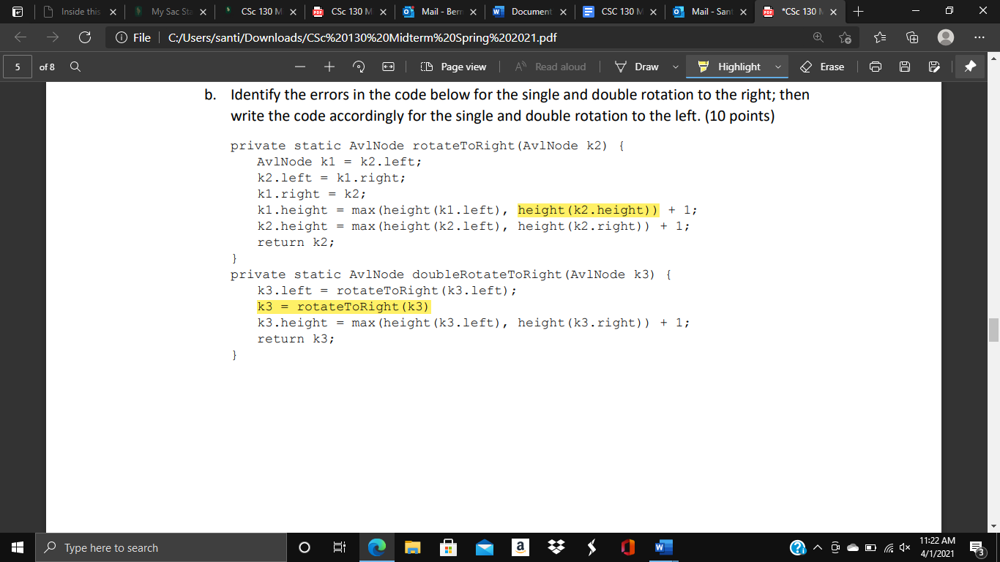 Inside this
My Sac Sta
CSc 130 M
CSc 130 M
Mail - Bern
Document
CSC 130 M
Mail - Sant
*CSc 130 M
File
C:/Users/santi/Downloads/CSc%20130%20Midterm%20Spring%202021.pdf
5 of 8
Page view
Read aloud
Draw
Highlight
Erase
b. Identify the errors in the code below for the single and double rotation to the right; then
write the code accordingly for the single and double rotation to the left. (10 points)
private static AvlNode rotateToRight(AvlNode k2) {
AvlNode k1 = k2.left;
k2.left = k1.right;
k1.right = k2;
k1.height = max(height(k1.left), height(k2.height)) + 1;
k2.height = max(height(k2.left), height(k2.right)) + 1;
return k2;
}
private static AvlNode doubleRotateToRight(AvlNode k3) {
k3.left = rotateToRight(k3.left);
k3 = rotateToRight(k3)
k3.height = max(height(k3.left), height(k3.right)) + 1;
return k3;
}
Type here to search
11:22 AM
4/1/2021
3